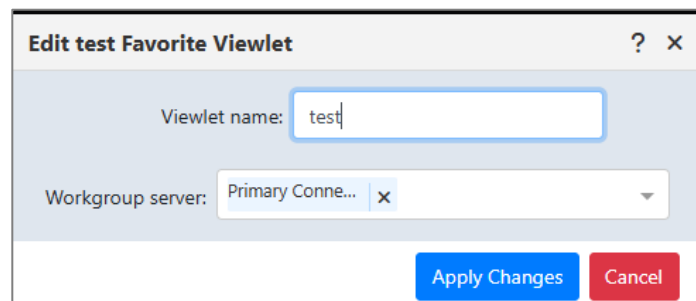 Edit test Favorite Viewlet ? ×
Viewlet name: test
Workgroup server: Primary Conne... ×
Apply Changes Cancel